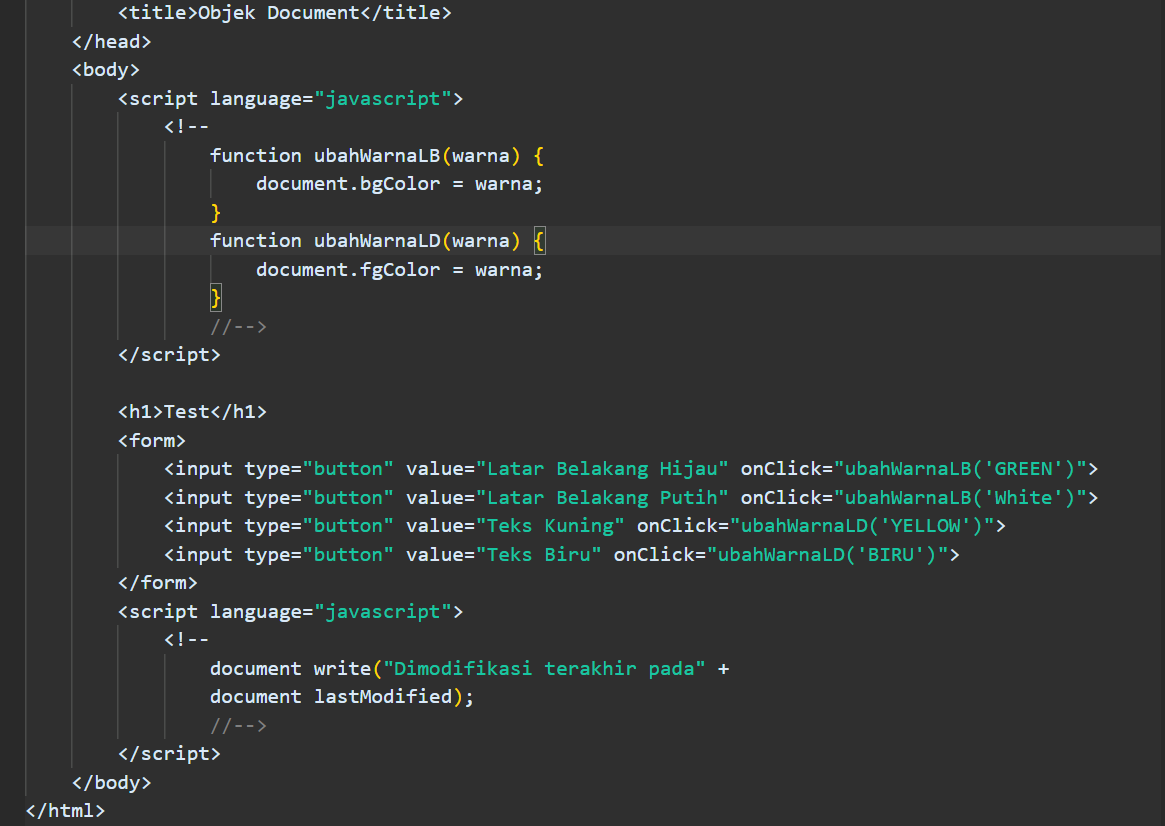 <title>Objek Document</title>
</head>
<body>
<script language="javascript">
<!--
function ubahWarnaLB(warna) {
document.bgColor = warna;
}
function ubahWarnaLD(warna) {
document.fgColor = warna;
}
//-->
</script>
<h1>Test</h1>
<form>
<input type="button" value="Latar Belakang Hijau" onClick="ubahWarnaLB('GREEN')">
<input type="button" value="Latar Belakang Putih" onClick="ubahWarnaLB('White')">
<input type="button" value="Teks Kuning" onClick="ubahWarnaLD('YELLOW')">
<input type="button" value="Teks Biru" onClick="ubahWarnaLD('BIRU')">
</form>
<script language="javascript">
<!--
document write("Dimodifikasi terakhir pada" +
document lastModified);
//-->
</script>
</body>
</html>